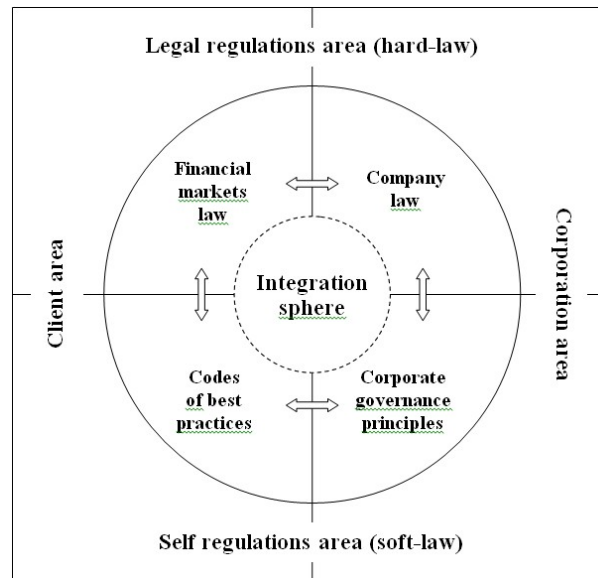 Legal regulations area (hard-law)
Financial
markets
law
Company
law
Client area
Integration
sphere
Corporation area
Codes
of best
practices
Corporate
governance
principles
Self regulations area (soft-law)